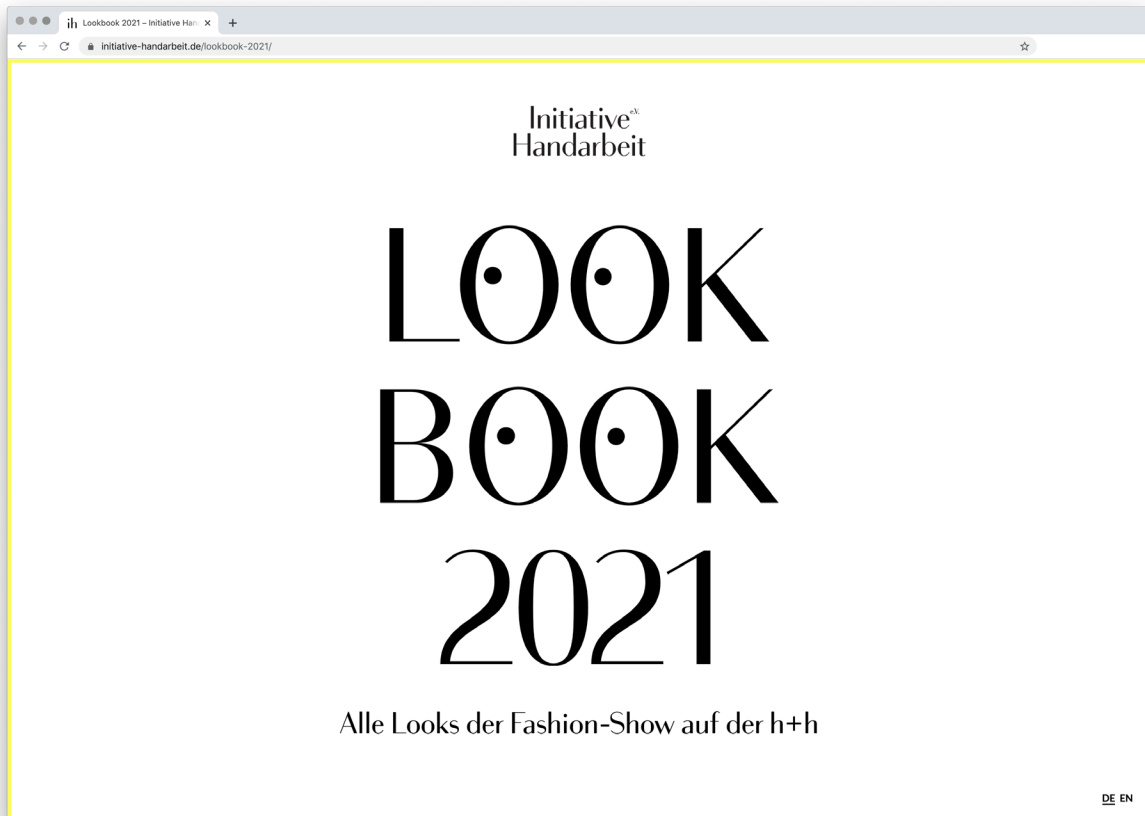 Lookbook 2021 – Initiative Han
initiative-handarbeit.de/lookbook-2021/
Initiative e.V.
Handarbeit
LOOK
BOOK
2021
Alle Looks der Fashion-Show auf der h+h
DE EN